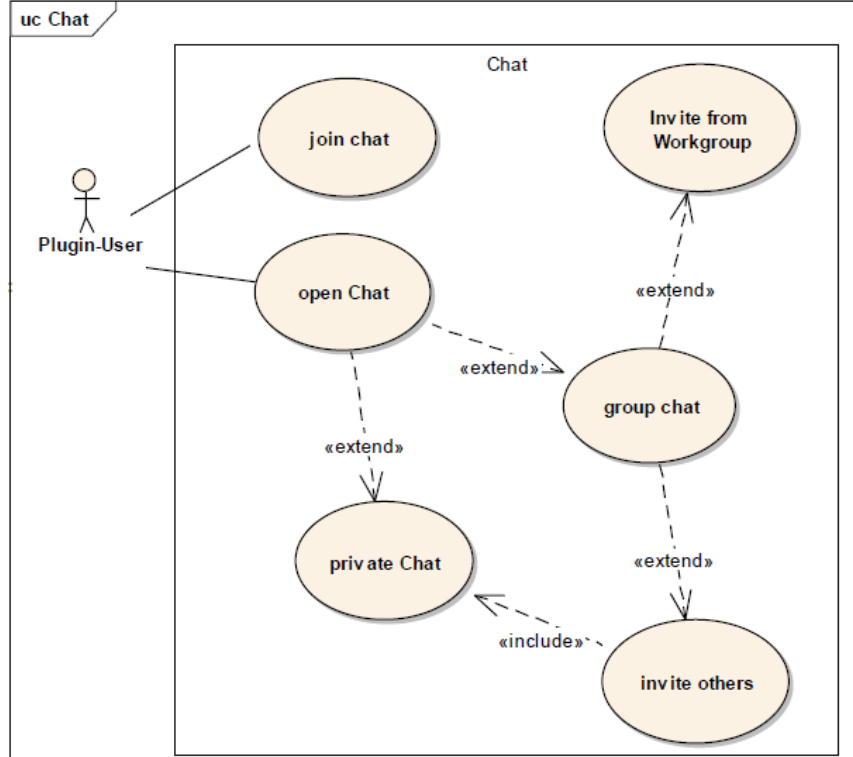 uc Chat
Chat
join chat
Invite from
Workgroup
Plugin-User
open Chat
«extend»
«extend»
group chat
«extend»
private Chat
«extend»
«include»
invite others